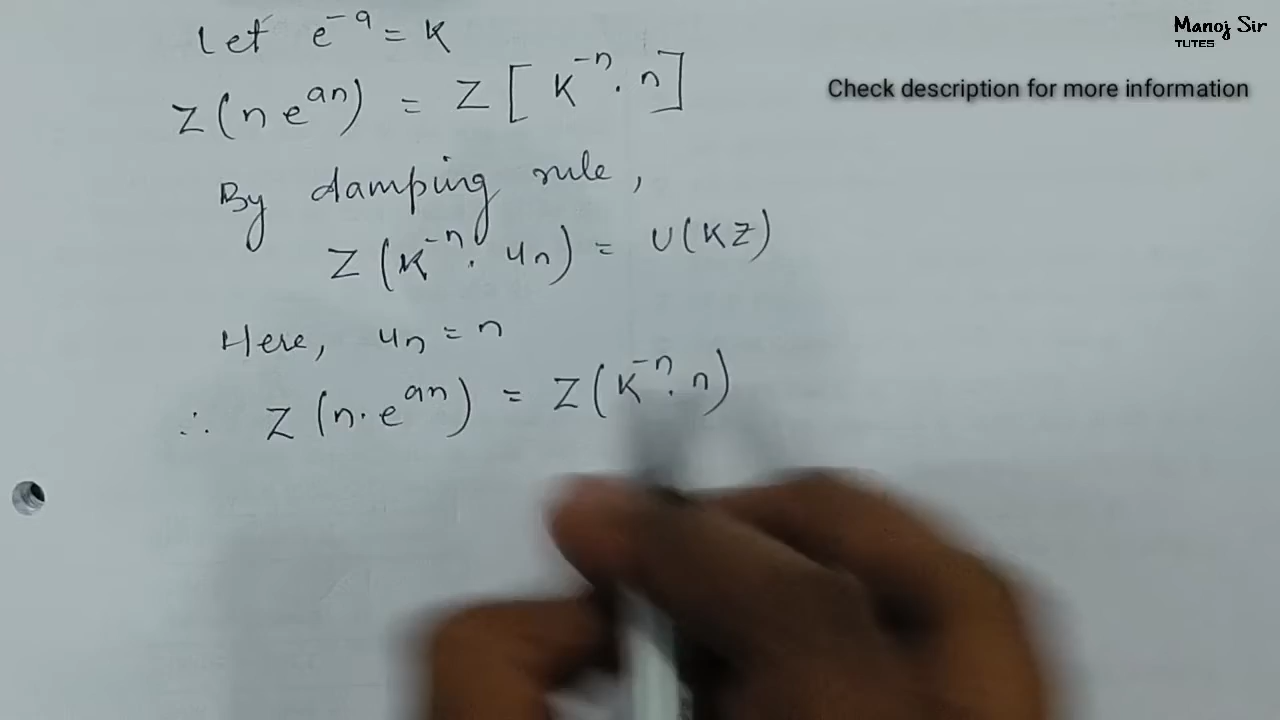 Let e^{-a} = K
Manoj Sir
TUTES
Z(n e^{an}) = Z[K^{-n}. n]
Check description for more information
By damping rule,
Z(K^{-n}. u_n) = U(KZ)
Here, u_n = n
∴ Z(n. e^{an}) = Z(K^{-n}. n)